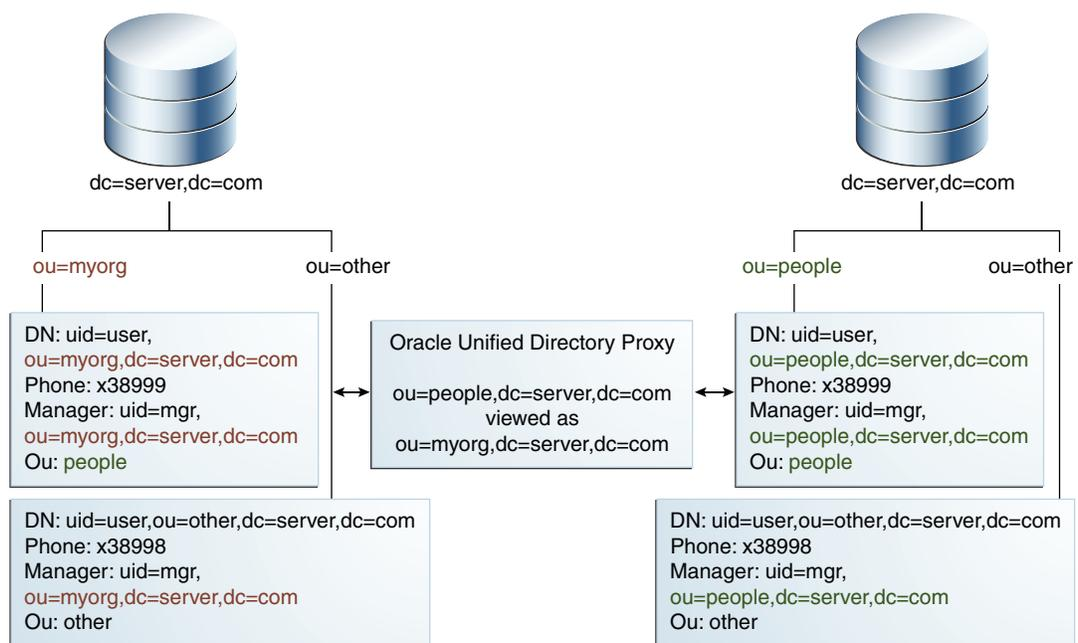 dc=server,dc=com
ou=myorg
ou=other
DN: uid=user,
ou=myorg,dc=server,dc=com
Phone: x38999
Manager: uid=mgr,
ou=myorg,dc=server,dc=com
Ou: people
DN: uid=user,ou=other,dc=server,dc=com
Phone: x38998
Manager: uid=mgr,
ou=myorg,dc=server,dc=com
Ou: other
Oracle Unified Directory Proxy
ou=people,dc=server,dc=com
viewed as
ou=myorg,dc=server,dc=com
dc=server,dc=com
ou=people
ou=other
DN: uid=user,
ou=people,dc=server,dc=com
Phone: x38999
Manager: uid=mgr,
ou=people,dc=server,dc=com
Ou: people
DN: uid=user,ou=other,dc=server,dc=com
Phone: x38998
Manager: uid=mgr,
ou=people,dc=server,dc=com
Ou: other